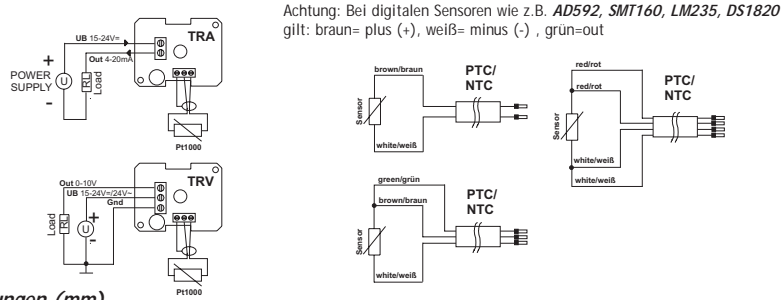 Achtung: Bei digitalen Sensoren wie z.B. AD592, SMT160, LM235, DS1820
gilt: braun= plus (+), weiß= minus (-) , grün=out
UB 15-24V=
TRA
Out 4-20mA
+
POWER
SUPPLY
U
RL
Load
-
Pt1000
Out 0-10V
UB 15-24V=/24V~
Gnd
TRV
Load
RL
+
U
-
Pt1000
brown/braun
PTC/
NTC
Sensor
white/weiß
red/rot
red/rot
PTC/
NTC
Sensor
white/weiß
white/weiß
green/grün
brown/braun
PTC/
NTC
Sensor
white/weiß
ungen (mm)